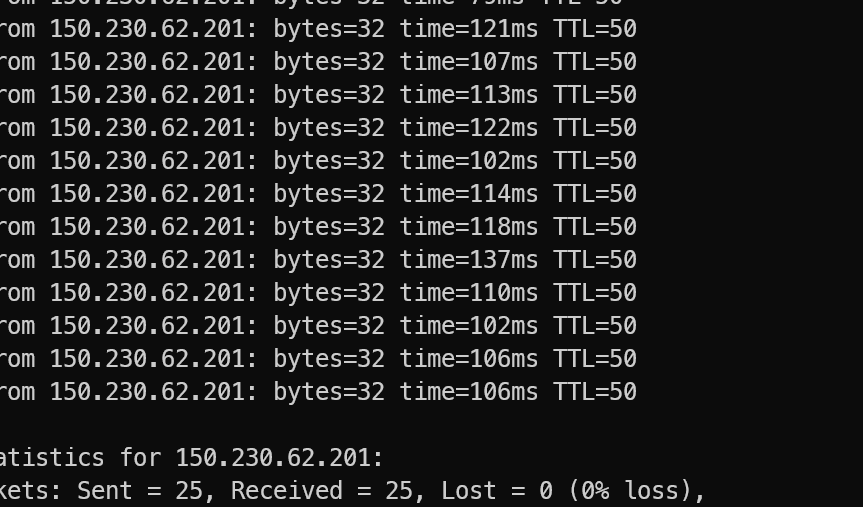 rom 150.230.62.201: bytes=32 time=121ms TTL=50
rom 150.230.62.201: bytes=32 time=107ms TTL=50
rom 150.230.62.201: bytes=32 time=113ms TTL=50
rom 150.230.62.201: bytes=32 time=122ms TTL=50
rom 150.230.62.201: bytes=32 time=102ms TTL=50
rom 150.230.62.201: bytes=32 time=114ms TTL=50
rom 150.230.62.201: bytes=32 time=118ms TTL=50
rom 150.230.62.201: bytes=32 time=137ms TTL=50
rom 150.230.62.201: bytes=32 time=110ms TTL=50
rom 150.230.62.201: bytes=32 time=102ms TTL=50
rom 150.230.62.201: bytes=32 time=106ms TTL=50
rom 150.230.62.201: bytes=32 time=106ms TTL=50
atistics for 150.230.62.201:
kets: Sent = 25, Received = 25, Lost = 0 (0% loss),